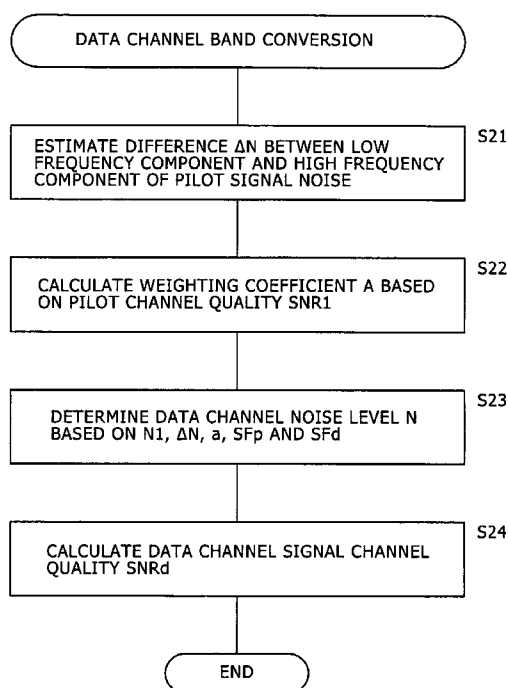 DATA CHANNEL BAND CONVERSION
S21
ESTIMATE DIFFERENCE ΔN BETWEEN LOW
FREQUENCY COMPONENT AND HIGH FREQUENCY
COMPONENT OF PILOT SIGNAL NOISE
S22
CALCULATE WEIGHTING COEFFICIENT A BASED
ON PILOT CHANNEL QUALITY SNR1
S23
DETERMINE DATA CHANNEL NOISE LEVEL N
BASED ON N1, ΔN, a, SFp AND SFd
S24
CALCULATE DATA CHANNEL SIGNAL CHANNEL
QUALITY SNRd
END